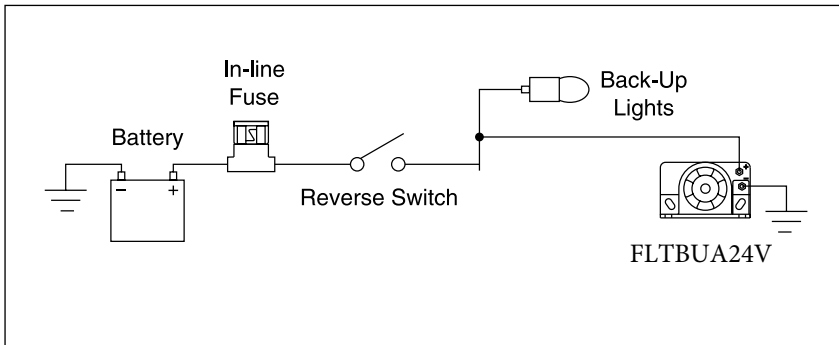 In-line
Fuse
Back-Up
Lights
Battery
- +
Reverse Switch
+
-
FLTBUA24V